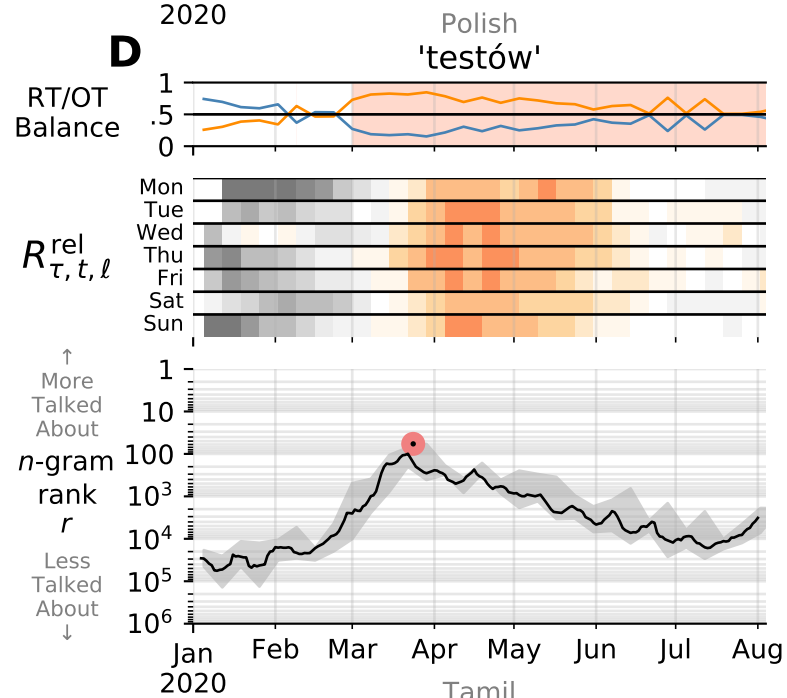 2020
Polish
D
'testów'
RT/OT
Balance
1
.5
0
Mon
Tue
Wed
Thu
Fri
Sat
Sun
R rel τ, t, ℓ
↑
More
Talked
About
n-gram
rank
r
Less
Talked
About
↓
1
10
100
10³
10⁴
10⁵
10⁶
Jan Feb Mar Apr May Jun Jul Aug
2020
Tamil